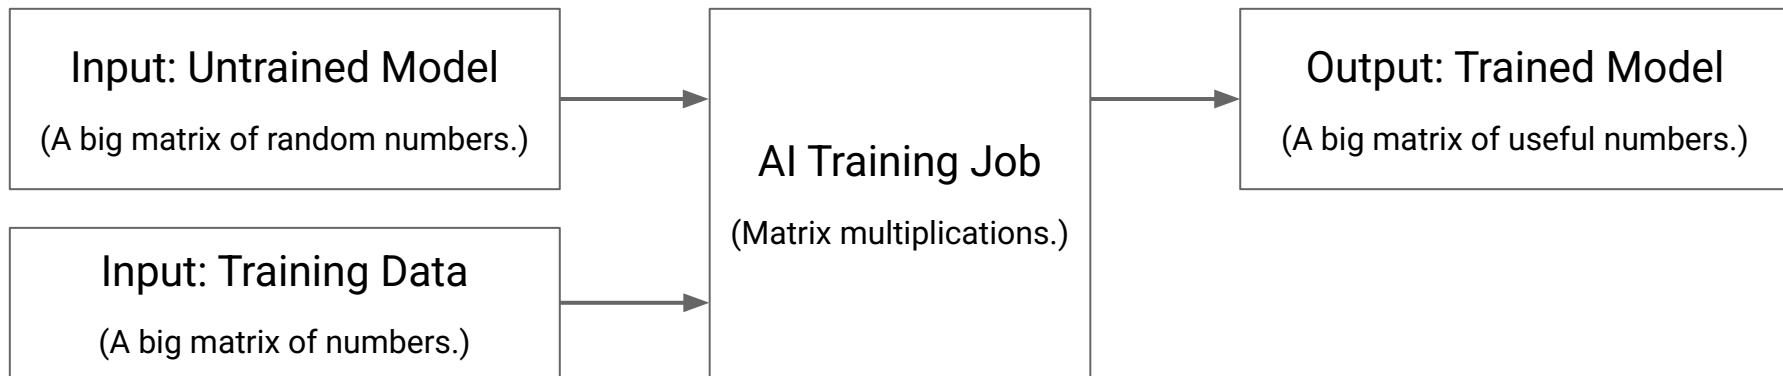 Input: Untrained Model
(A big matrix of random numbers.)
Input: Training Data
(A big matrix of numbers.)
AI Training Job
(Matrix multiplications.)
Output: Trained Model
(A big matrix of useful numbers.)